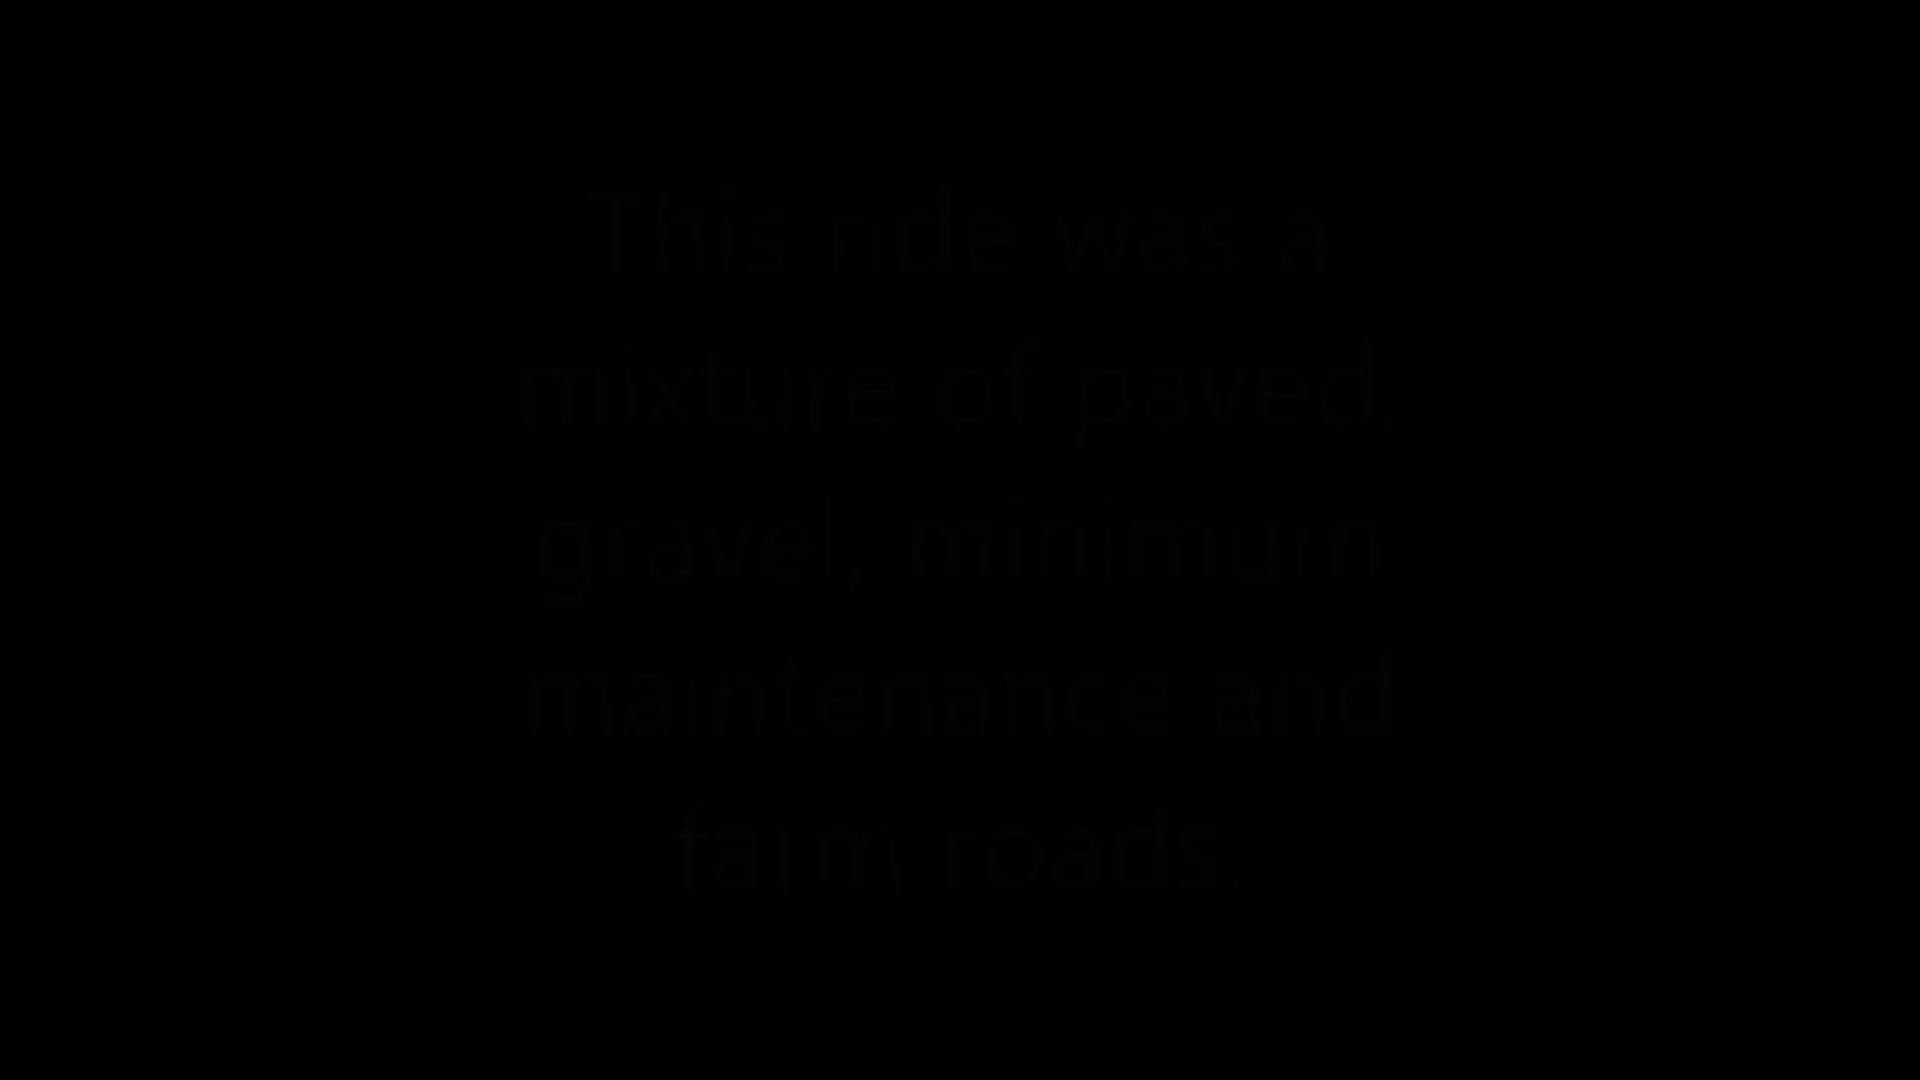 This ride was a
mixture of paved,
gravel, minimum
maintenance and
farm roads.